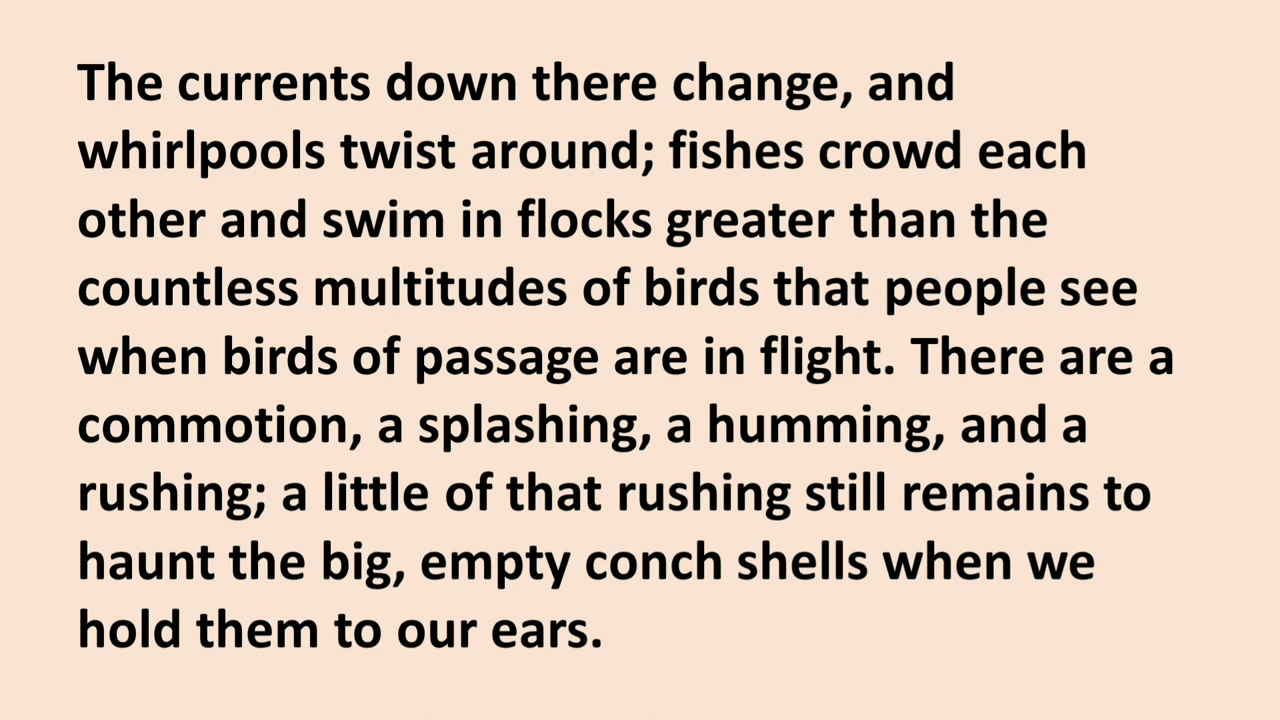 The currents down there change, and
whirlpools twist around; fishes crowd each
other and swim in flocks greater than the
countless multitudes of birds that people see
when birds of passage are in flight. There are a
commotion, a splashing, a humming, and a
rushing; a little of that rushing still remains to
haunt the big, empty conch shells when we
hold them to our ears.